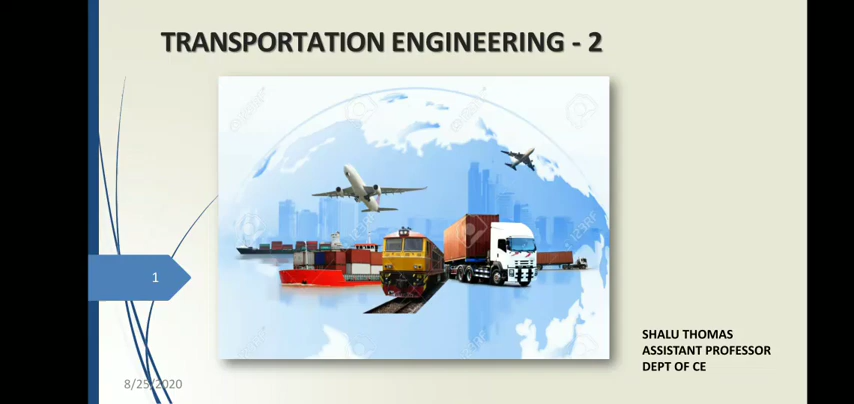 TRANSPORTATION ENGINEERING - 2
1
SHALU THOMAS
ASSISTANT PROFESSOR
DEPT OF CE
8/25/2020